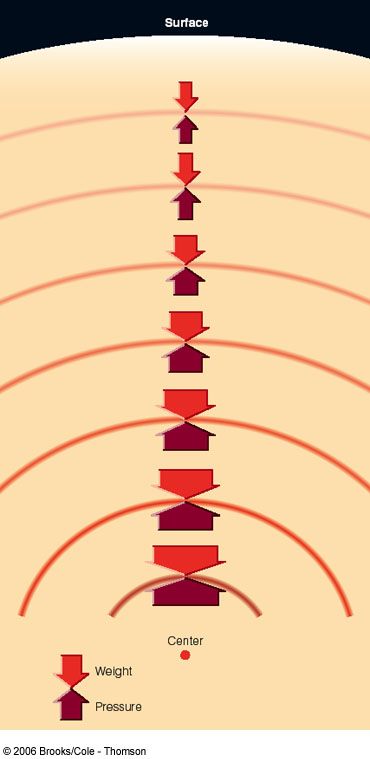 Surface
Center
Weight
Pressure
© 2006 Brooks/Cole - Thomson